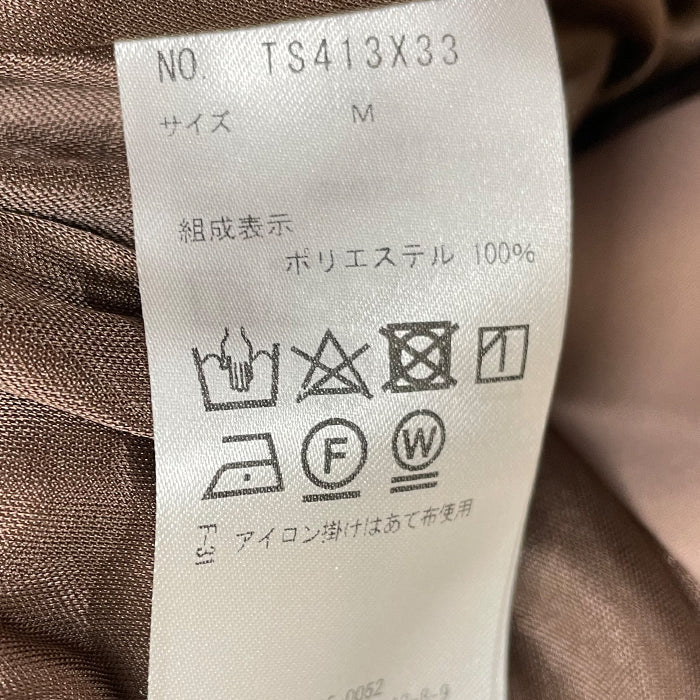 NO. TS413X33
サイズ M
組成表示
ポリエステル 100%
F W
アイロン掛けはあて布使用